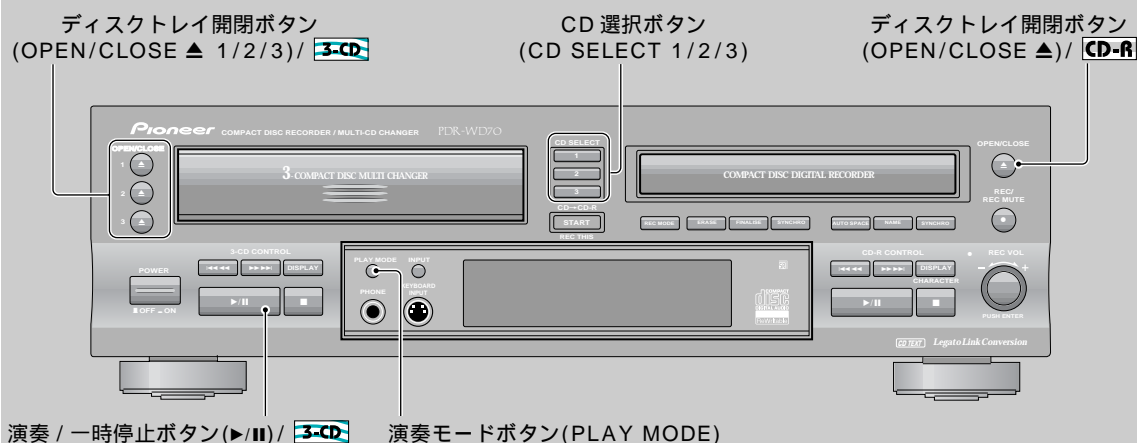 ディスクトレイ開閉ボタン
(OPEN/CLOSE ▲ 1/2/3)/ 3-CD
CD 選択ボタン
(CD SELECT 1/2/3)
ディスクトレイ開閉ボタン
(OPEN/CLOSE ▲)/ CD-R
Pioneer COMPACT DISC RECORDER / MULTI-CD CHANGER PDR-WD70
OPEN/CLOSE
1
2
3
3-COMPACT DISC MULTI CHANGER
CD SELECT
1
2
3
CD→CD-R
START
REC THIS
COMPACT DISC DIGITAL RECORDER
OPEN/CLOSE
REC/
REC MUTE
REC MODE ERASE FINALISE SYNCHRO AUTO SPACE NAME SYNCHRO
POWER
OFF ON
3-CD CONTROL
DISPLAY
▶/II ■
PLAY MODE INPUT
PHONE KEYBOARD
INPUT
COMPACT
disc
DIGITAL AUDIO
CD-R CONTROL
DISPLAY
CHARACTER
▶/II ■
REC VOL
− +
PUSH ENTER
CD TEXT Legato Link Conversion
演奏 / 一時停止ボタン(▶/II)/ 3-CD
演奏モードボタン(PLAY MODE)